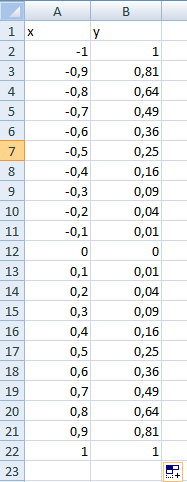 A B
1 x y
2 -1 1
3 -0,9 0,81
4 -0,8 0,64
5 -0,7 0,49
6 -0,6 0,36
7 -0,5 0,25
8 -0,4 0,16
9 -0,3 0,09
10 -0,2 0,04
11 -0,1 0,01
12 0 0
13 0,1 0,01
14 0,2 0,04
15 0,3 0,09
16 0,4 0,16
17 0,5 0,25
18 0,6 0,36
19 0,7 0,49
20 0,8 0,64
21 0,9 0,81
22 1 1
23